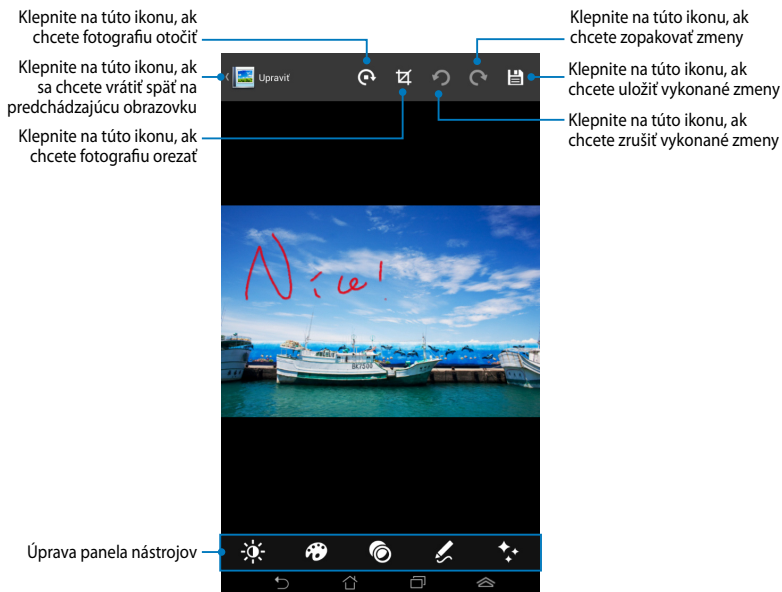 Klepnite na túto ikonu, ak
chcete fotografiu otočiť
Klepnite na túto ikonu, ak
sa chcete vrátiť späť na
predchádzajúcu obrazovku
Klepnite na túto ikonu, ak
chcete fotografiu orezať
Klepnite na túto ikonu, ak
chcete zopakovať zmeny
Klepnite na túto ikonu, ak
chcete uložiť vykonané zmeny
Klepnite na túto ikonu, ak
chcete zrušiť vykonané zmeny
Upraviť
Nice!
BK7500
Úprava panela nástrojov